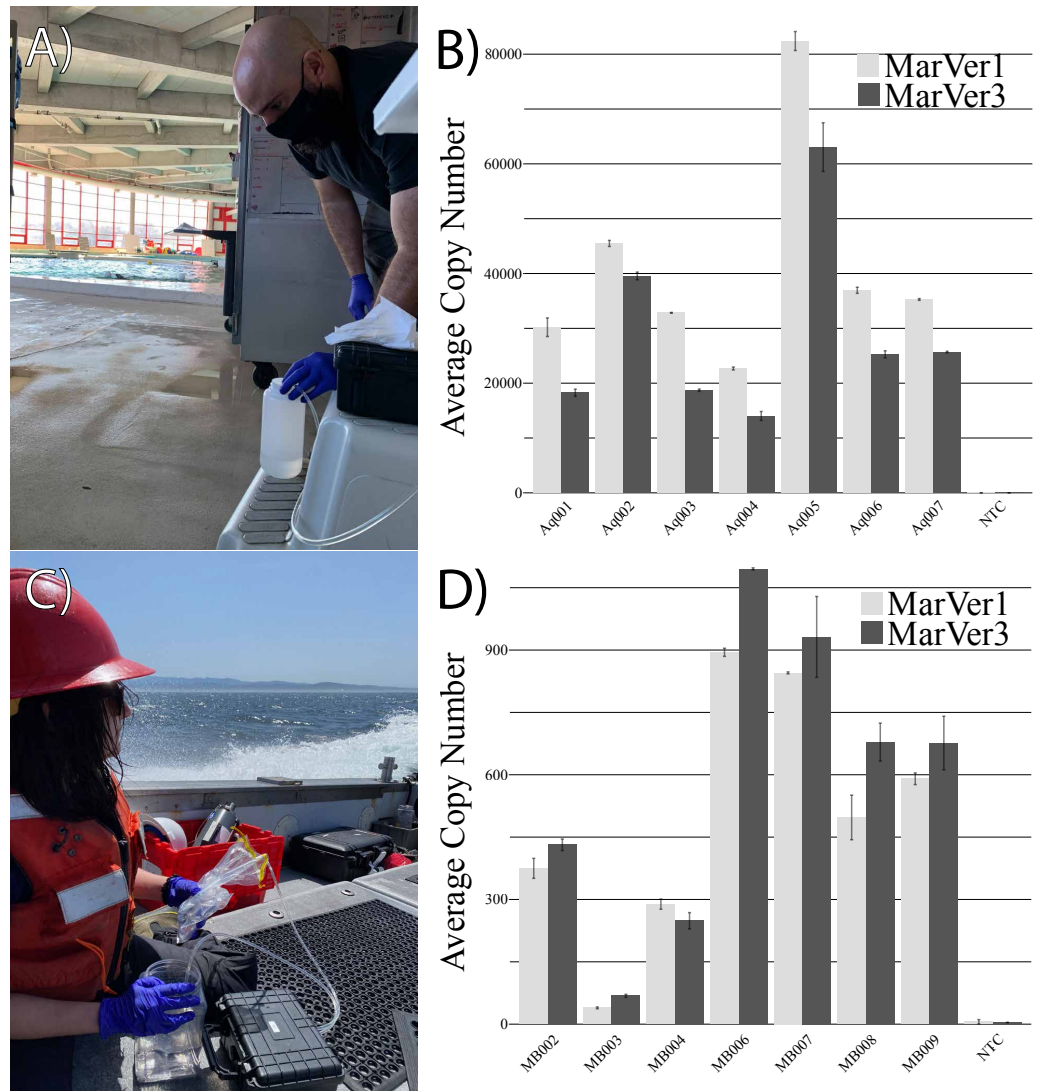 A)
B)
MarVer1
MarVer3
Average Copy Number
80000
60000
40000
20000
0
Aq001
Aq002
Aq003
Aq004
Aq005
Aq006
Aq007
NTC
C)
D)
MarVer1
MarVer3
Average Copy Number
900
600
300
0
MB002
MB003
MB004
MB006
MB007
MB008
MB009
NTC